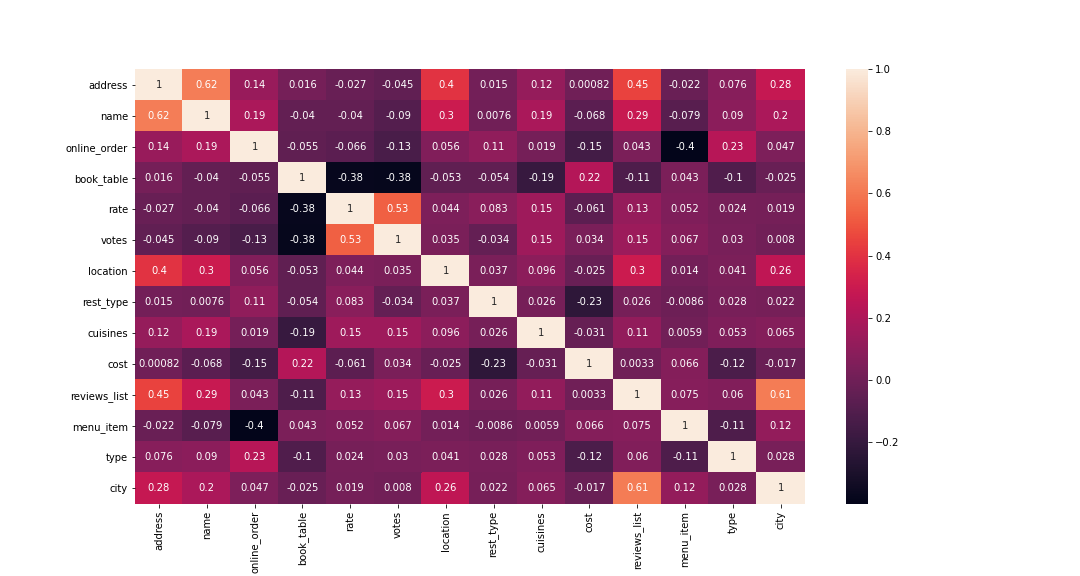 address 1 0.62 0.14 0.016 -0.027 -0.045 0.4 0.015 0.12 0.00082 0.45 -0.022 0.076 0.28 1.0
name 0.62 1 0.19 -0.04 -0.04 -0.09 0.3 0.0076 0.19 -0.068 0.29 -0.079 0.09 0.2 0.8
online_order 0.14 0.19 1 -0.055 -0.066 -0.13 0.056 0.11 0.019 -0.15 0.043 -0.4 0.23 0.047
book_table 0.016 -0.04 -0.055 1 -0.38 -0.38 -0.053 -0.054 -0.19 0.22 -0.11 0.043 -0.1 -0.025 0.6
rate -0.027 -0.04 -0.066 -0.38 1 0.53 0.044 0.083 0.15 -0.061 0.13 0.052 0.024 0.019
votes -0.045 -0.09 -0.13 -0.38 0.53 1 0.035 -0.034 0.15 0.034 0.15 0.067 0.03 0.008 0.4
location 0.4 0.3 0.056 -0.053 0.044 0.035 1 0.037 0.096 -0.025 0.3 0.014 0.041 0.26
rest_type 0.015 0.0076 0.11 -0.054 0.083 -0.034 0.037 1 0.026 -0.23 0.026 -0.0086 0.028 0.022 0.2
cuisines 0.12 0.19 0.019 -0.19 0.15 0.15 0.096 0.026 1 -0.031 0.11 0.0059 0.053 0.065
cost 0.00082 -0.068 -0.15 0.22 -0.061 0.034 -0.025 -0.23 -0.031 1 0.0033 0.066 -0.12 -0.017 0.0
reviews_list 0.45 0.29 0.043 -0.11 0.13 0.15 0.3 0.026 0.11 0.0033 1 0.075 0.06 0.61
menu_item -0.022 -0.079 -0.4 0.043 0.052 0.067 0.014 -0.0086 0.0059 0.066 0.075 1 -0.11 0.12 −0.2
type 0.076 0.09 0.23 -0.1 0.024 0.03 0.041 0.028 0.053 -0.12 0.06 -0.11 1 0.028
city 0.28 0.2 0.047 -0.025 0.019 0.008 0.26 0.022 0.065 -0.017 0.61 0.12 0.028 1
address name online_order book_table rate votes location rest_type cuisines cost reviews_list menu_item type city